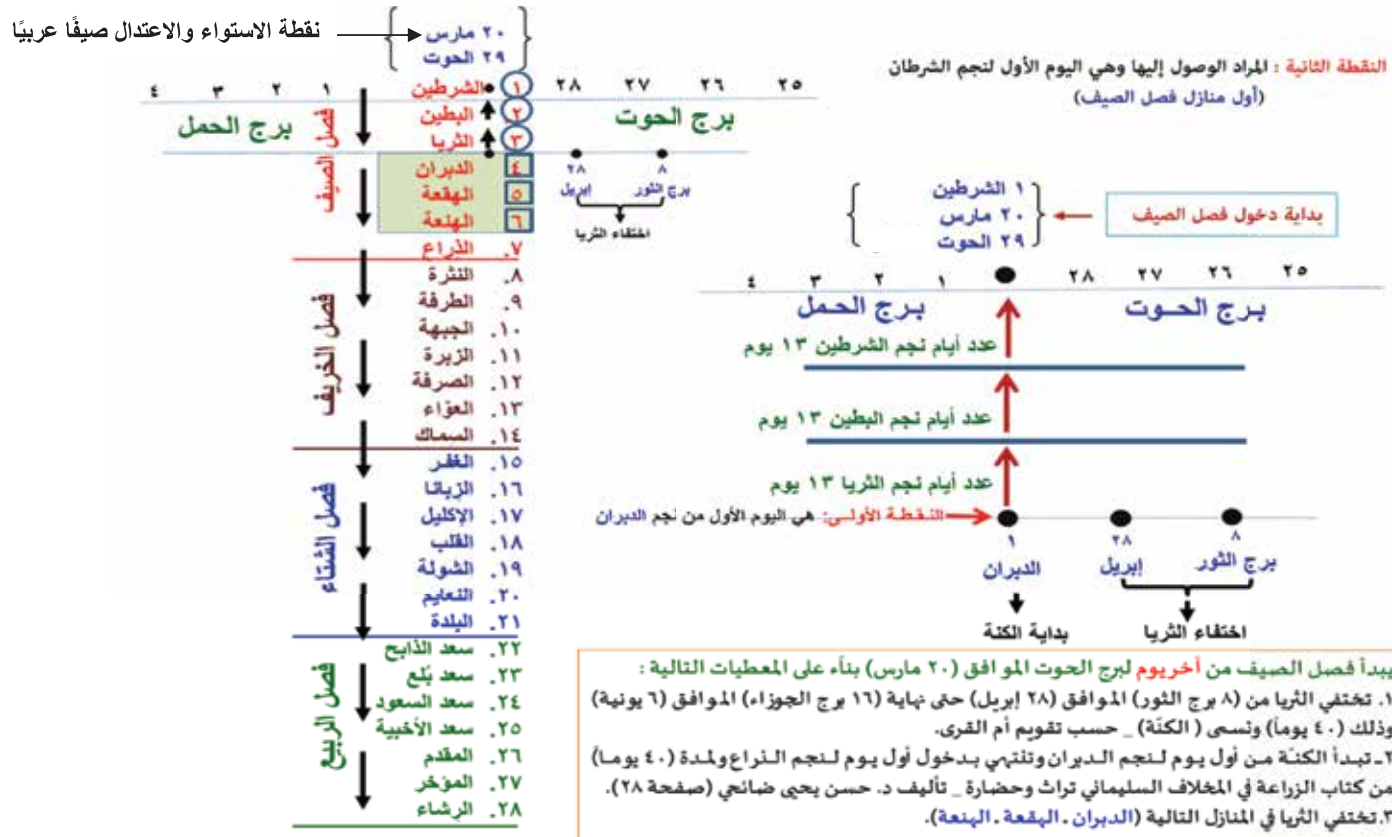 نقطة الاستواء والاعتدال صيفًا عربيًا
٢٠ مارس
٢٩ الحوت
النقطة الثانية : المراد الوصول إليها وهي اليوم الأول لنجم الشرطان
(أول منازل فصل الصيف)
٢٥ ٢٦ ٢٧ ٢٨ ١ ٢ ٣ ٤
برج الحوت
برج الحمل
١ الشرطين
٢ البطين
٣ الثريا
٤ الدبران
٥ الهقعة
٦ الهنعة
٧. الذراع
فصل الصيف
٨. النثرة
٩. الطرفة
١٠. الجبهة
١١. الزبرة
١٢. الصرفة
١٣. العوّاء
١٤. السماك
فصل الخريف
١٥. الغفر
١٦. الزبانا
١٧. الإكليل
١٨. القلب
١٩. الشولة
٢٠. النعايم
٢١. البلدة
فصل الشتاء
٢٢. سعد الذابح
٢٣. سعد بُلع
٢٤. سعد السعود
٢٥. سعد الأخبية
٢٦. المقدم
٢٧. المؤخر
٢٨. الرشاء
فصل الربيع
٨ ٢٨
برج الثور إبريل
اختفاء الثريا
بداية دخول فصل الصيف
١ الشرطين
٢٠ مارس
٢٩ الحوت
٢٥ ٢٦ ٢٧ ٢٨ ١ ٢ ٣ ٤
برج الحوت
برج الحمل
عدد أيام نجم الشرطين ١٣ يوم
عدد أيام نجم البطين ١٣ يوم
عدد أيام نجم الثريا ١٣ يوم
النقطة الأولى: هي اليوم الأول من نجم الدبران
٨ ٢٨ ١
برج الثور إبريل الدبران
اختفاء الثريا بداية الكنة
يبدأ فصل الصيف من آخر يوم لبرج الحوت الموافق (٢٠ مارس) بناًء على المعطيات التالية :
١. تختفي الثريا من (٨ برج الثور) الموافق (٢٨ إبريل) حتى نهاية (١٦ برج الجوزاء) الموافق (٦ يونية)
وذلك (٤٠ يوماً) وتسمى (الكنّة) _ حسب تقويم أم القرى.
٢ـ تبدأ الكنّة من أول يوم لنجم الدبران وتنتهي بدخول أول يوم لنجم الذراع ولمدة (٤٠ يوماً)
من كتاب الزراعة في المخلاف السليماني تراث وحضارة _ تأليف د. حسن يحيى ضائحي (صفحة ٢٨).
٣.تختفي الثريا في المنازل التالية (الدبران ـ الهقعة ـ الهنعة).